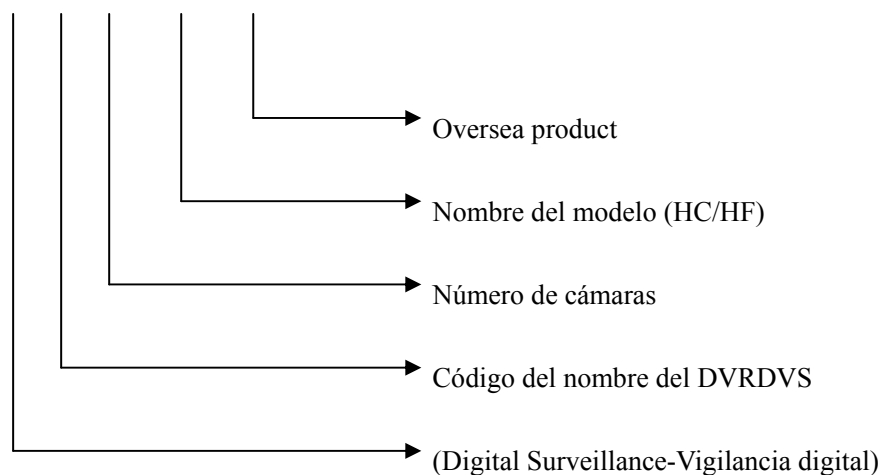 Oversea product
Nombre del modelo (HC/HF)
Número de cámaras
Código del nombre del DVRDVS
(Digital Surveillance-Vigilancia digital)